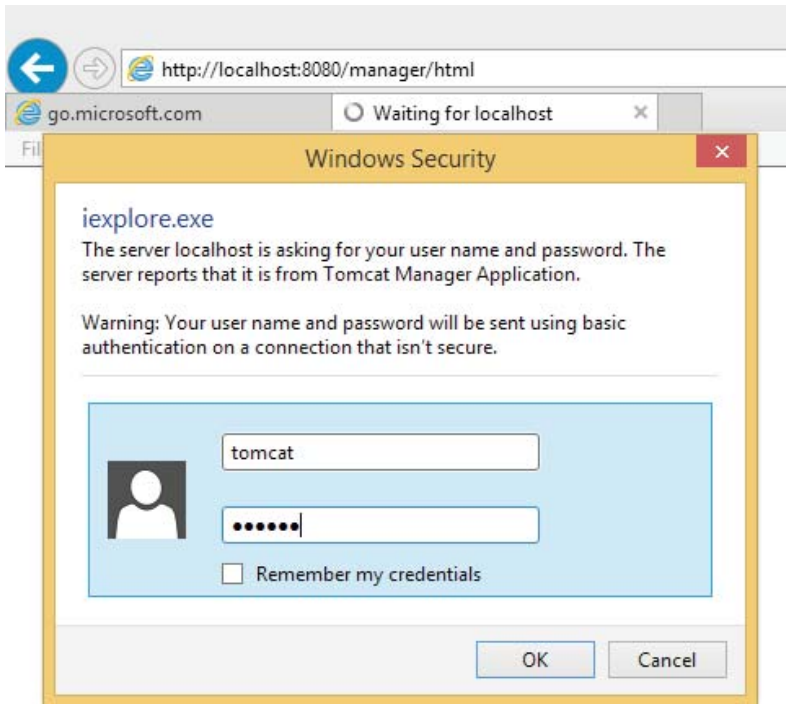 http://localhost:8080/manager/html
go.microsoft.com
Waiting for localhost
Fil
Windows Security
iexplore.exe
The server localhost is asking for your user name and password. The
server reports that it is from Tomcat Manager Application.
Warning: Your user name and password will be sent using basic
authentication on a connection that isn't secure.
tomcat
••••••
Remember my credentials
OK
Cancel